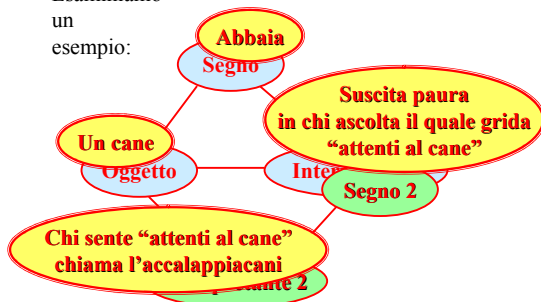 un
esempio:
Abbaia
Segno
Suscita paura
in chi ascolta il quale grida
“attenti al cane”
Un cane
Oggetto
Segno 2
Chi sente “attenti al cane”
chiama l’accalappiacani